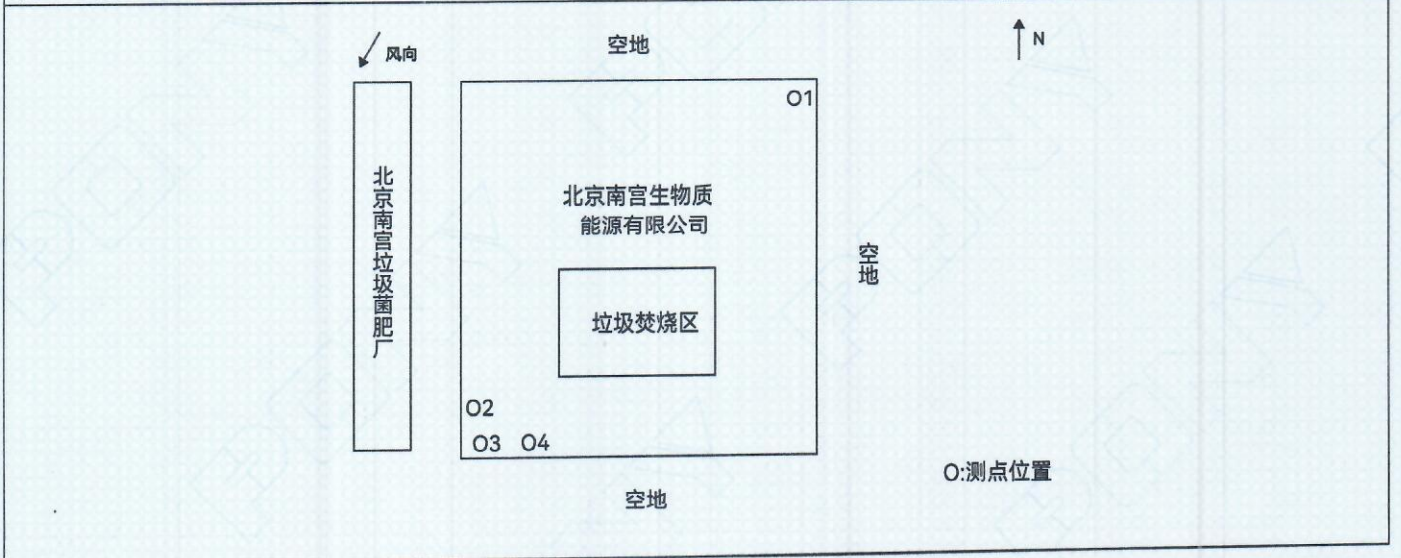 风向
空地
N
O1
北京南宫垃圾菌肥厂
北京南宫生物质
能源有限公司
空地
垃圾焚烧区
O2
O3 O4
O:测点位置
空地